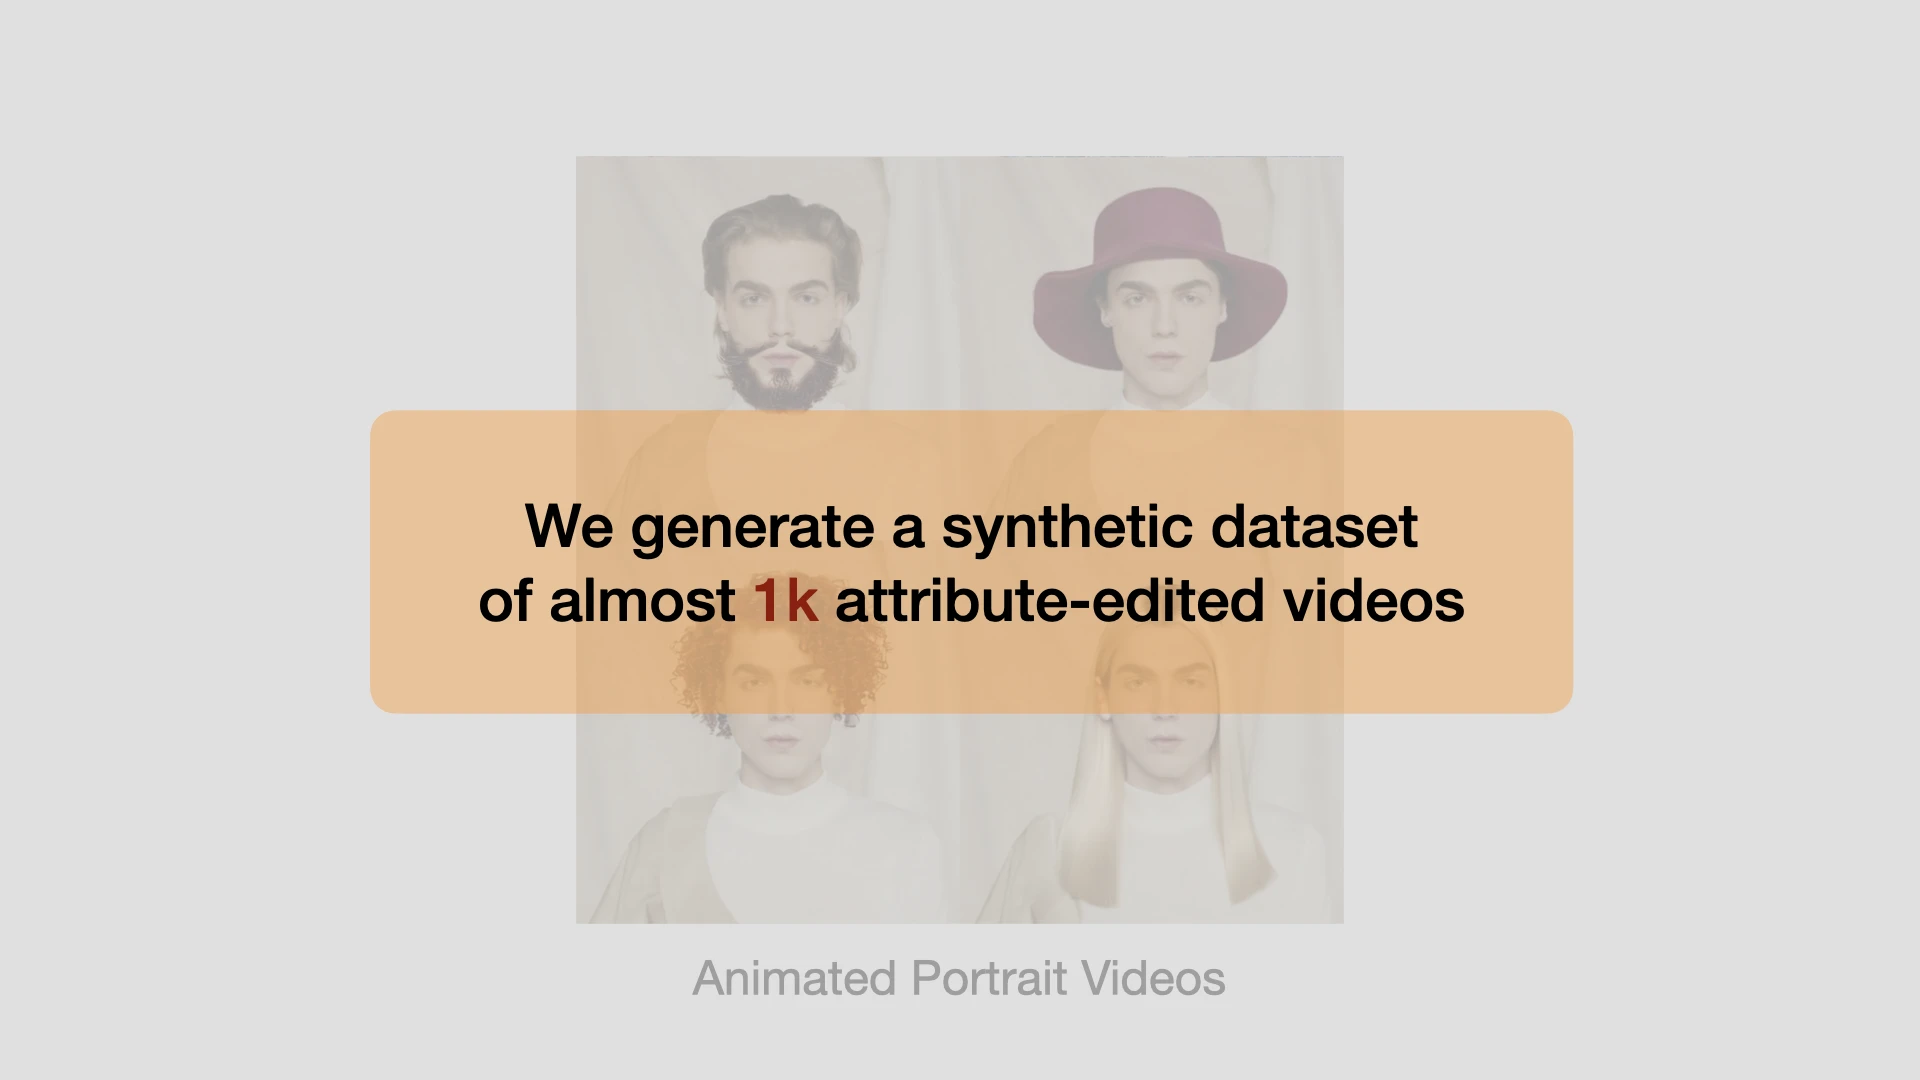 We generate a synthetic dataset
of almost 1k attribute-edited videos
Animated Portrait Videos